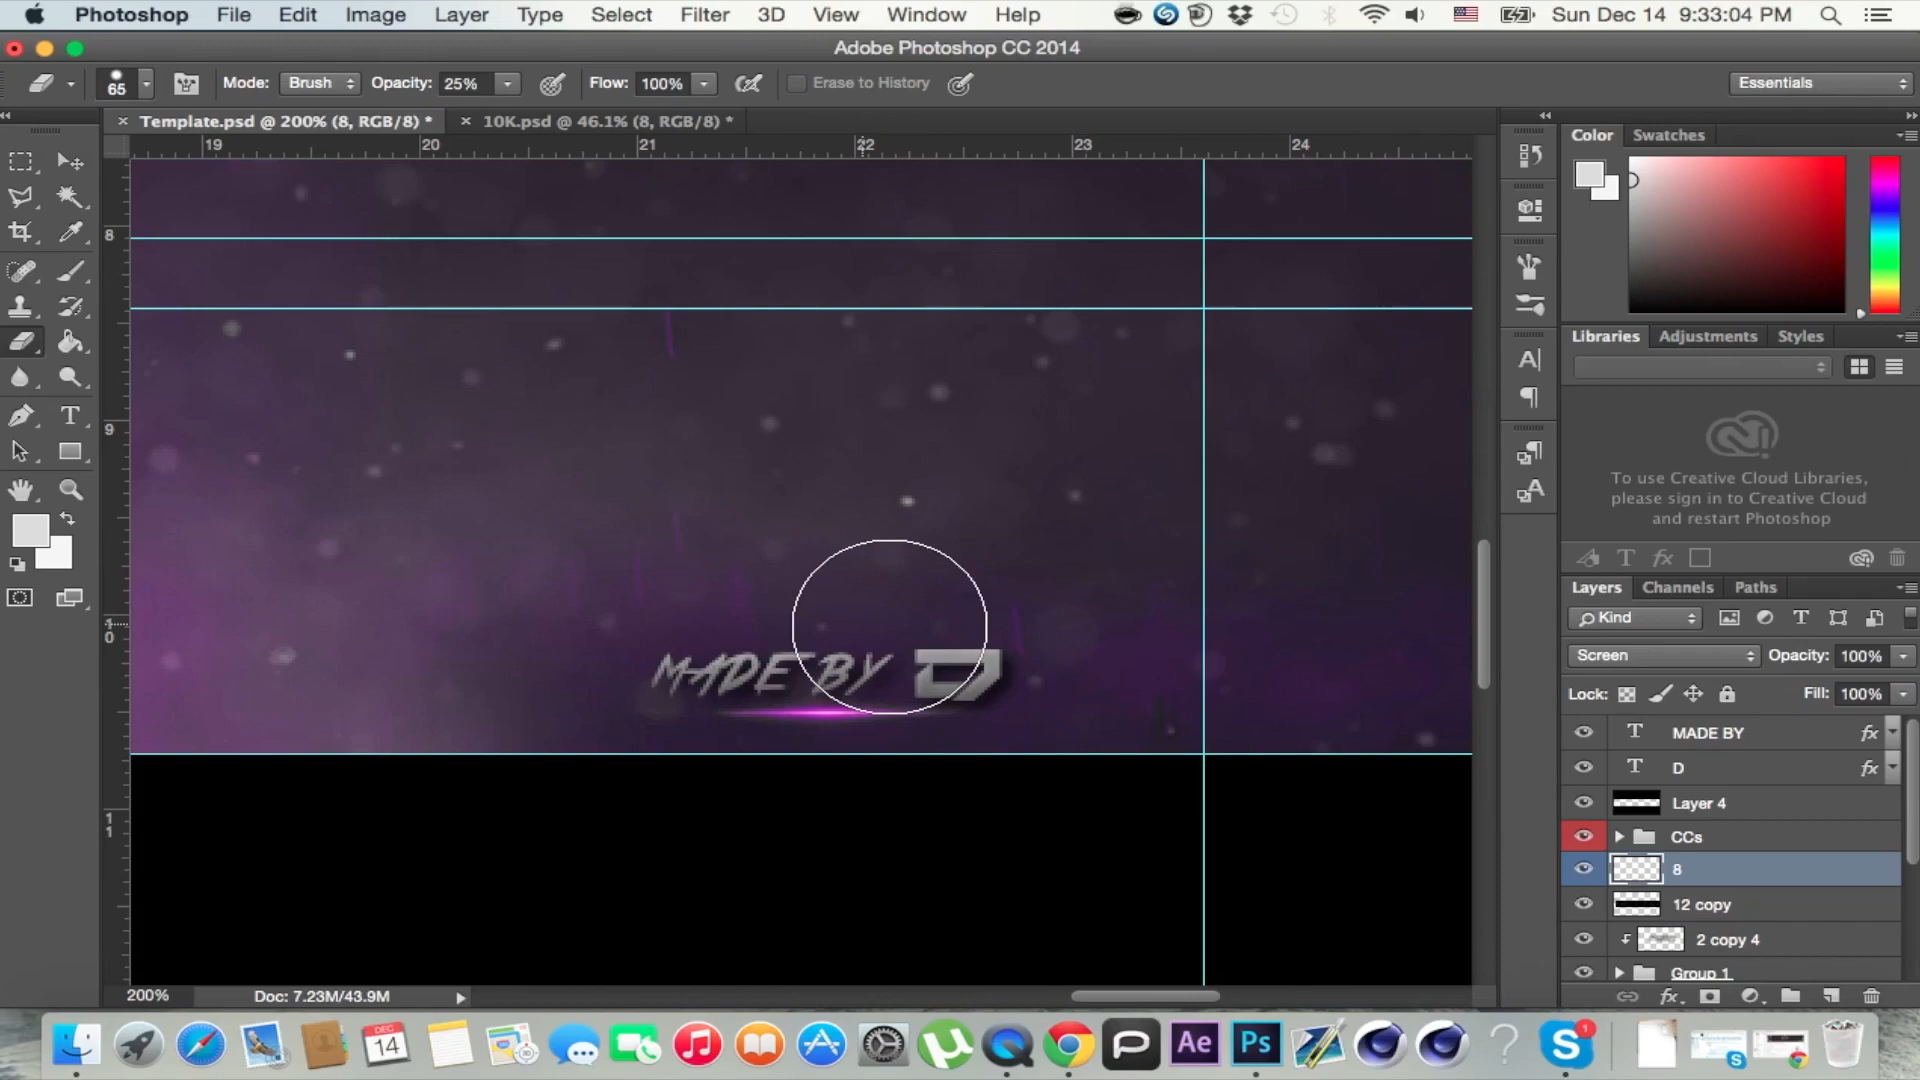 Photoshop File Edit Image Layer Type Select Filter 3D View Window Help Sun Dec 14 9:33:04 PM
Adobe Photoshop CC 2014
65 Mode: Brush Opacity: 25% Flow: 100% Erase to History Essentials
Template.psd @ 200% (8, RGB/8) * 10K.psd @ 46.1% (8, RGB/8) *
19 20 21 22 23 24
8
9
10
11
MADE BY D
200% Doc: 7.23M/43.9M
Color Swatches
Libraries Adjustments Styles
To use Creative Cloud Libraries,
please sign in to Creative Cloud
and restart Photoshop
Layers Channels Paths
Kind
Screen Opacity: 100%
Lock: Fill: 100%
MADE BY fx
D fx
Layer 4
CCs
8
12 copy
2 copy 4
Group 1
DEC
14
Ae Ps S 1